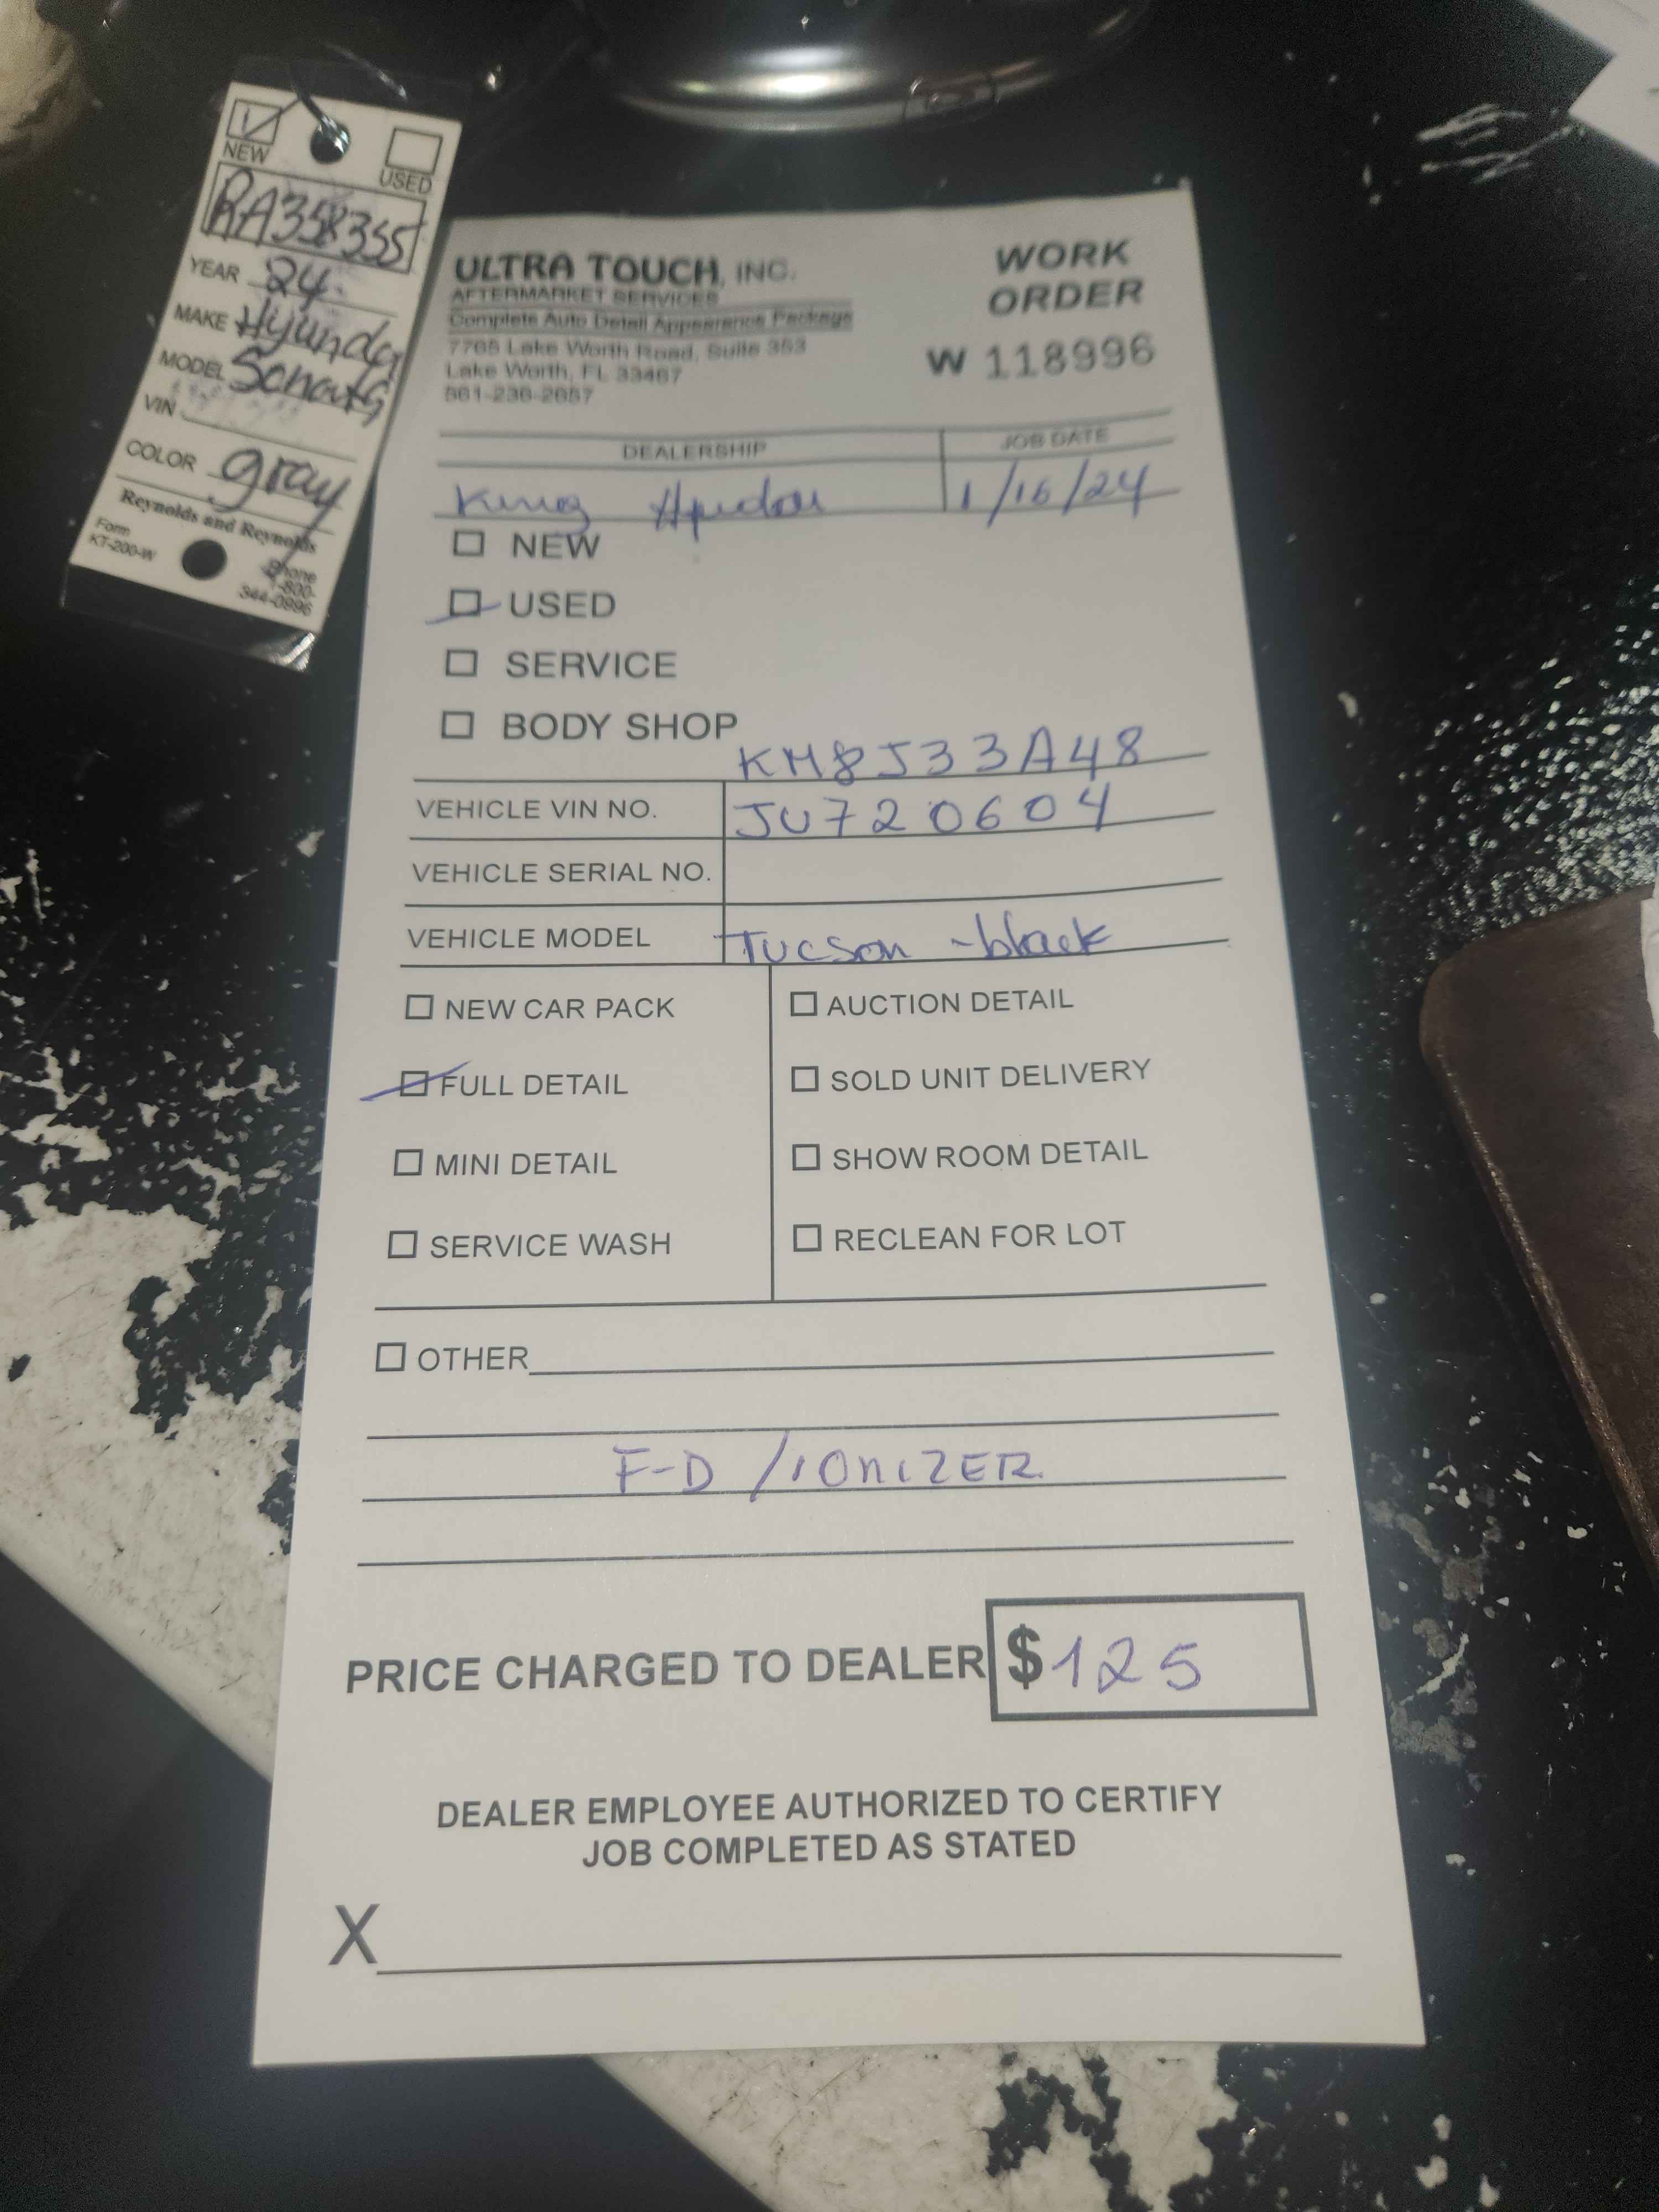 NEW
USED
RA358355
YEAR 24
MAKE Hyundai
MODEL
VIN
COLOR gray
Reynolds and Reynolds
Form
KT-200-W
Phone
1-800-
344-0996
ULTRA TOUCH, INC.
AFTERMARKET SERVICES
Complete Auto Detail Appearance Package
7765 Lake Worth Road, Suite 353
Lake Worth, FL 33467
561-236-2657
WORK
ORDER
W 118996
DEALERSHIP
JOB DATE
King
1/16/24
NEW
USED
SERVICE
BODY SHOP
KM8J33A48
VEHICLE VIN NO. JU720604
VEHICLE SERIAL NO.
VEHICLE MODEL Tucson - black
NEW CAR PACK
FULL DETAIL
MINI DETAIL
SERVICE WASH
AUCTION DETAIL
SOLD UNIT DELIVERY
SHOW ROOM DETAIL
RECLEAN FOR LOT
OTHER
F-D / IONIZER
PRICE CHARGED TO DEALER $125
DEALER EMPLOYEE AUTHORIZED TO CERTIFY
JOB COMPLETED AS STATED
X